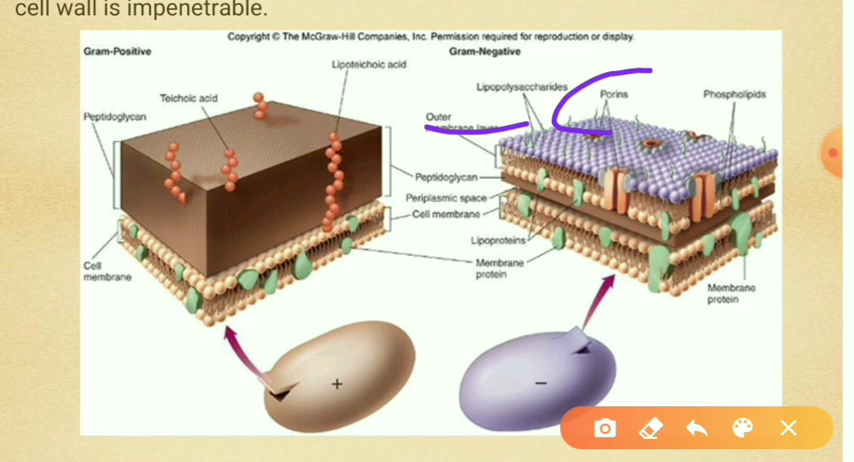 cell wall is impenetrable.
Copyright © The McGraw-Hill Companies, Inc. Permission required for reproduction or display.
Gram-Positive
Gram-Negative
Lipoteichoic acid
Teichoic acid
Peptidoglycan
Lipopolysaccharides
Porins
Phospholipids
Outer
membrane layer
Peptidoglycan
Periplasmic space
Cell membrane
Lipoproteins
Membrane
protein
Cell
membrane
Membrane
protein
+
−